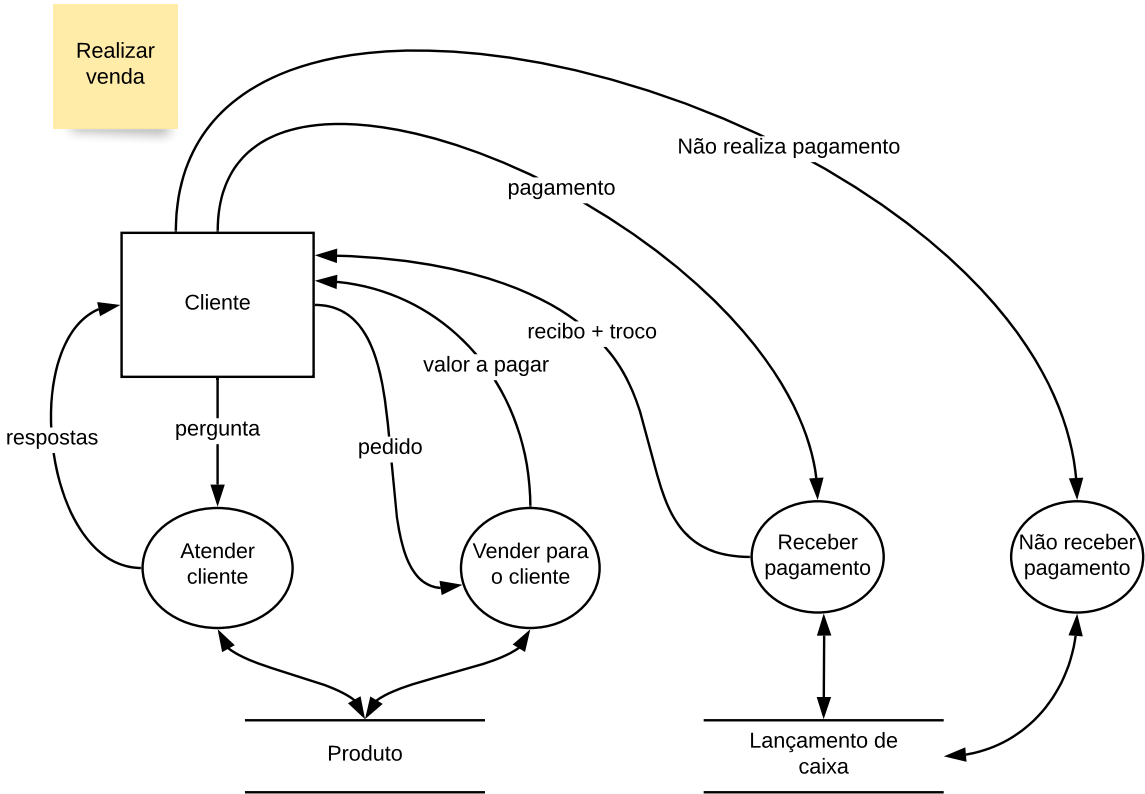 Realizar
venda
Não realiza pagamento
pagamento
Cliente
recibo + troco
valor a pagar
respostas
pergunta
pedido
Atender
cliente
Vender para
o cliente
Receber
pagamento
Não receber
pagamento
Produto
Lançamento de
caixa